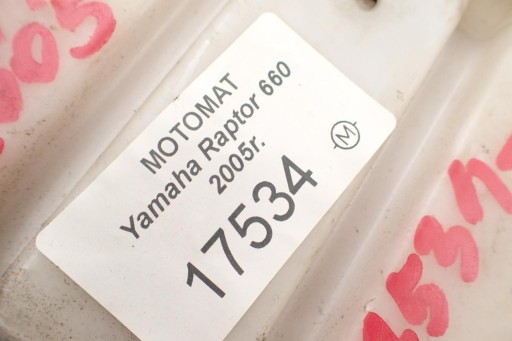 MOTOMAT
Yamaha Raptor 660
2005r.
17534
M